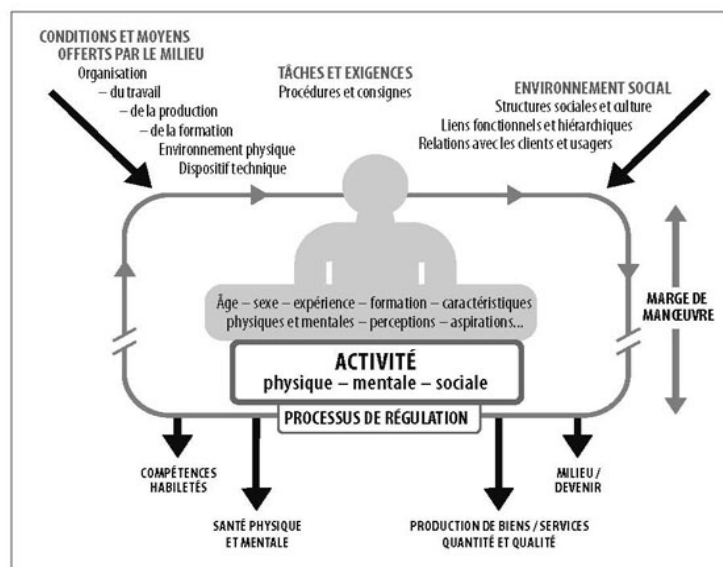 CONDITIONS ET MOYENS
OFFERTS PAR LE MILIEU
Organisation
– du travail
– de la production
– de la formation
Environnement physique
Dispositif technique
TÂCHES ET EXIGENCES
Procédures et consignes
ENVIRONNEMENT SOCIAL
Structures sociales et culture
Liens fonctionnels et hiérarchiques
Relations avec les clients et usagers
Âge – sexe – expérience – formation – caractéristiques
physiques et mentales – perceptions – aspirations...
MARGE DE
MANŒUVRE
ACTIVITÉ
physique – mentale – sociale
PROCESSUS DE RÉGULATION
COMPÉTENCES
HABILETÉS
SANTÉ PHYSIQUE
ET MENTALE
PRODUCTION DE BIENS / SERVICES
QUANTITÉ ET QUALITÉ
MILIEU /
DEVENIR